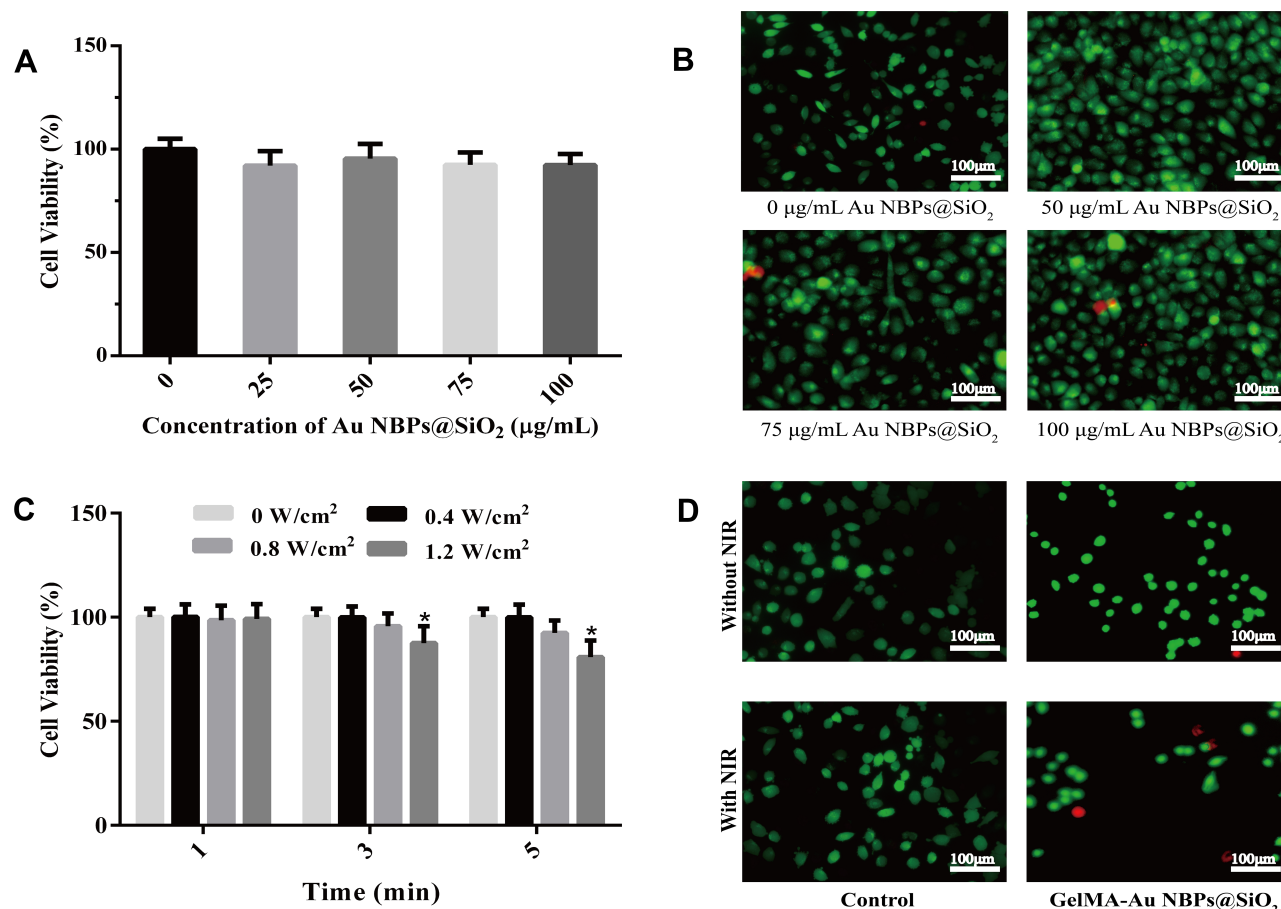 A
150
100
50
0
Cell Viability (%)
0
25
50
75
100
Concentration of Au NBPs@SiO₂ (μg/mL)
B
100μm
100μm
0 μg/mL Au NBPs@SiO₂
50 μg/mL Au NBPs@SiO₂
100μm
100μm
75 μg/mL Au NBPs@SiO₂
100 μg/mL Au NBPs@SiO₂
C
0 W/cm²
0.4 W/cm²
0.8 W/cm²
1.2 W/cm²
150
100
50
0
Cell Viability (%)
*
*
1
3
5
Time (min)
D
Without NIR
100μm
100μm
With NIR
100μm
100μm
Control
GelMA-Au NBPs@SiO₂